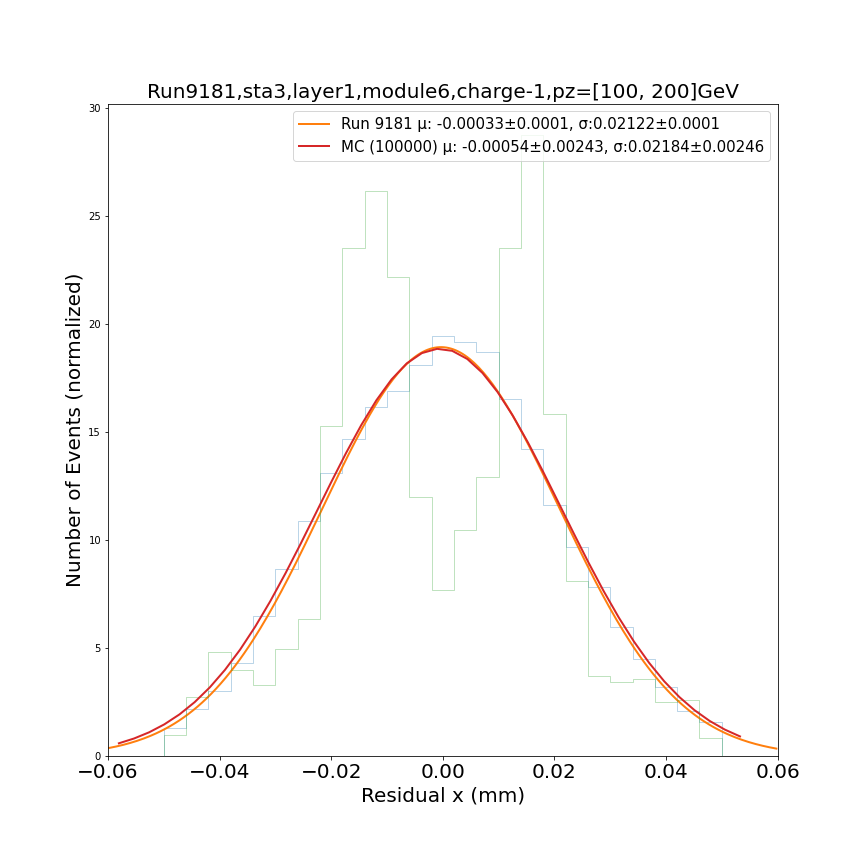 Run9181,sta3,layer1,module6,charge-1,pz=[100, 200]GeV
Run 9181 μ: -0.00033±0.0001, σ:0.02122±0.0001
MC (100000) μ: -0.00054±0.00243, σ:0.02184±0.00246
Number of Events (normalized)
30
25
20
15
10
5
0
−0.06 −0.04 −0.02 0.00 0.02 0.04 0.06
Residual x (mm)